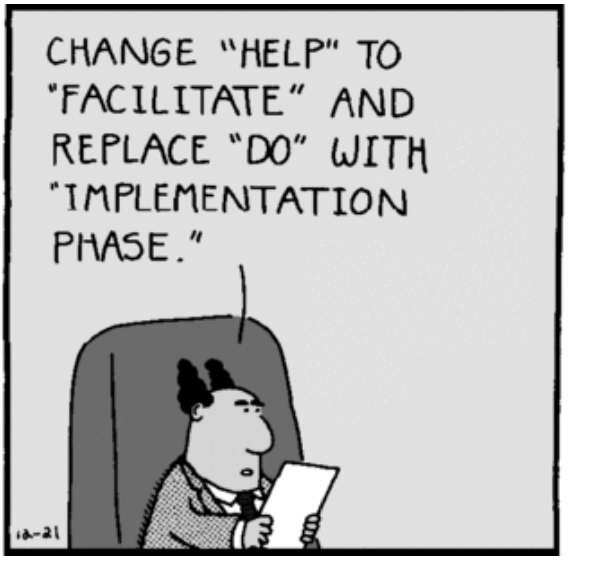 CHANGE "HELP" TO
"FACILITATE" AND
REPLACE "DO" WITH
"IMPLEMENTATION
PHASE."
12-21